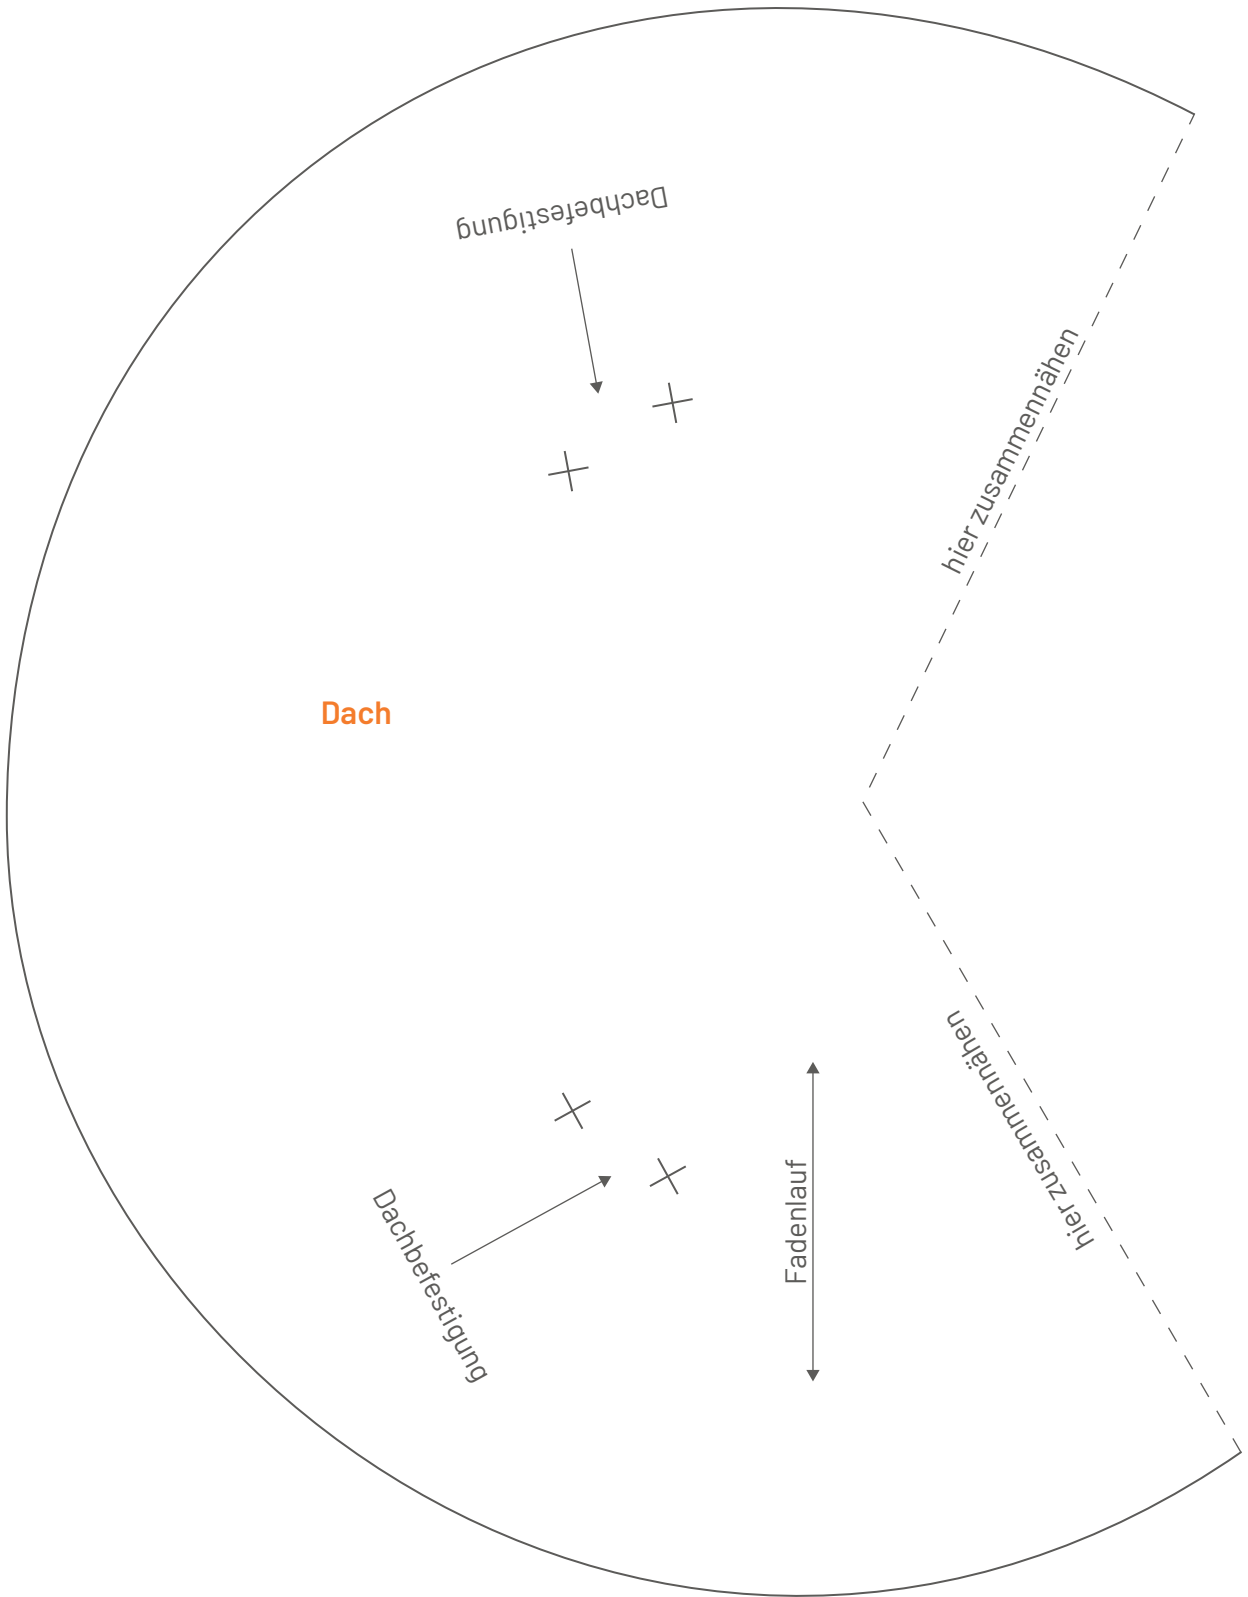 Dachbefestigung
hier zusammennähen
Dach
hier zusammennähen
Fadenlauf
Dachbefestigung